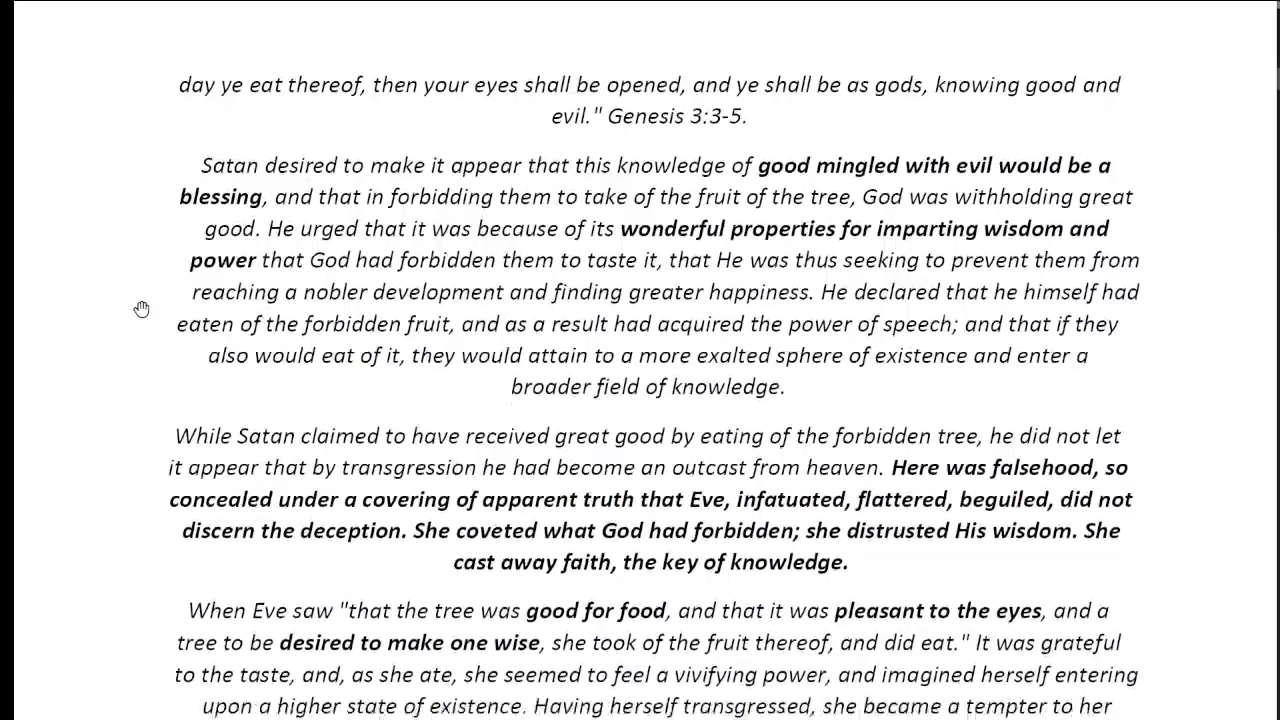 day ye eat thereof, then your eyes shall be opened, and ye shall be as gods, knowing good and
evil." Genesis 3:3-5.
Satan desired to make it appear that this knowledge of good mingled with evil would be a
blessing, and that in forbidding them to take of the fruit of the tree, God was withholding great
good. He urged that it was because of its wonderful properties for imparting wisdom and
power that God had forbidden them to taste it, that He was thus seeking to prevent them from
reaching a nobler development and finding greater happiness. He declared that he himself had
eaten of the forbidden fruit, and as a result had acquired the power of speech; and that if they
also would eat of it, they would attain to a more exalted sphere of existence and enter a
broader field of knowledge.
While Satan claimed to have received great good by eating of the forbidden tree, he did not let
it appear that by transgression he had become an outcast from heaven. Here was falsehood, so
concealed under a covering of apparent truth that Eve, infatuated, flattered, beguiled, did not
discern the deception. She coveted what God had forbidden; she distrusted His wisdom. She
cast away faith, the key of knowledge.
When Eve saw "that the tree was good for food, and that it was pleasant to the eyes, and a
tree to be desired to make one wise, she took of the fruit thereof, and did eat." It was grateful
to the taste, and, as she ate, she seemed to feel a vivifying power, and imagined herself entering
upon a higher state of existence. Having herself transgressed, she became a tempter to her